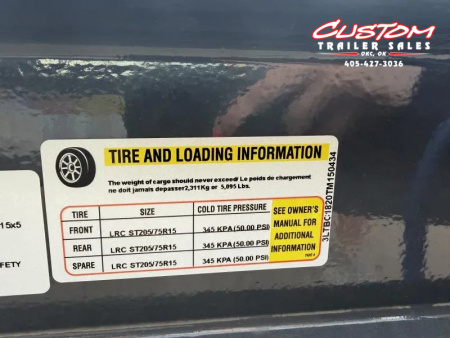 CUSTOM
TRAILER SALES
OKC, OK
405-427-3036
TIRE AND LOADING INFORMATION
The weight of cargo should never exceed/ Le poids de chargement
ne doit jamais depasser2,311Kg or 5,095 Lbs.
TIRE SIZE COLD TIRE PRESSURE
FRONT LRC ST205/75R15 345 KPA(50.00 PSI)
REAR LRC ST205/75R15 345 KPA(50.00 PSI)
SPARE LRC ST205/75R15 345 KPA(50.00 PSI)
SEE OWNER'S
MANUAL FOR
ADDITIONAL
INFORMATION
3LTBC1820TM150434
15x5
FETY